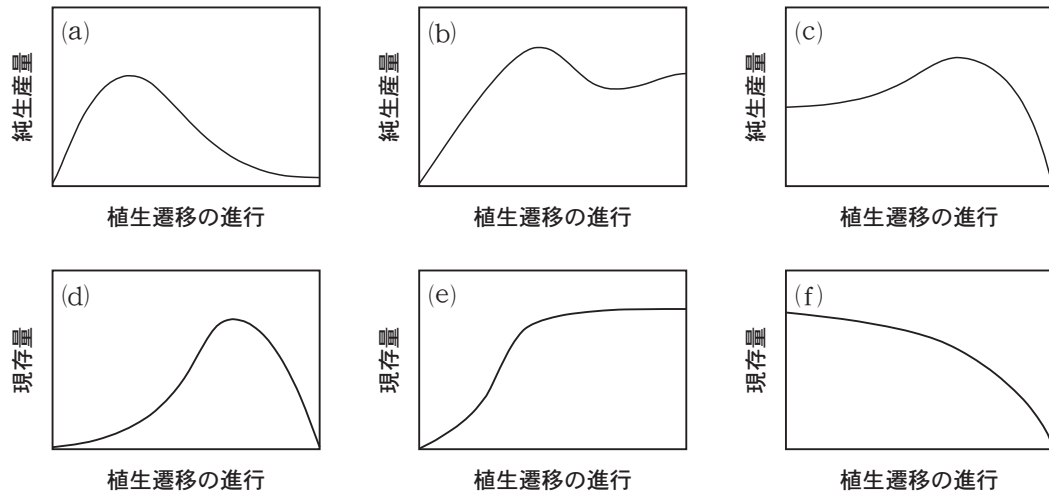 (a)
純生産量
植生遷移の進行
(b)
純生産量
植生遷移の進行
(c)
純生産量
植生遷移の進行
(d)
現存量
植生遷移の進行
(e)
現存量
植生遷移の進行
(f)
現存量
植生遷移の進行